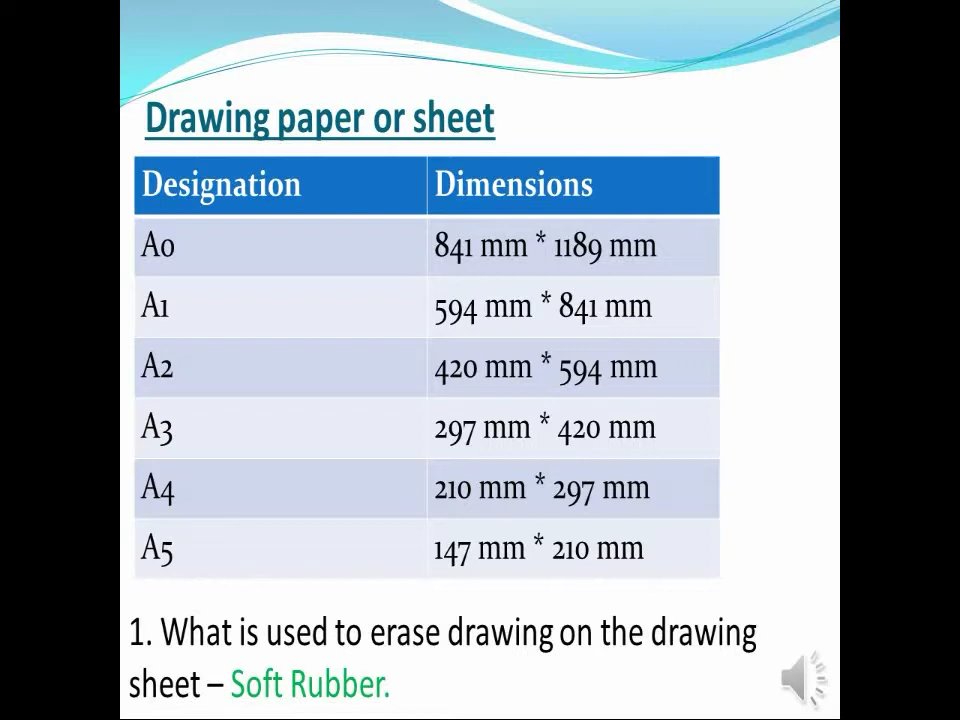 Drawing paper or sheet
Designation Dimensions
A0 841 mm * 1189 mm
A1 594 mm * 841 mm
A2 420 mm * 594 mm
A3 297 mm * 420 mm
A4 210 mm * 297 mm
A5 147 mm * 210 mm
1. What is used to erase drawing on the drawing
sheet – Soft Rubber.